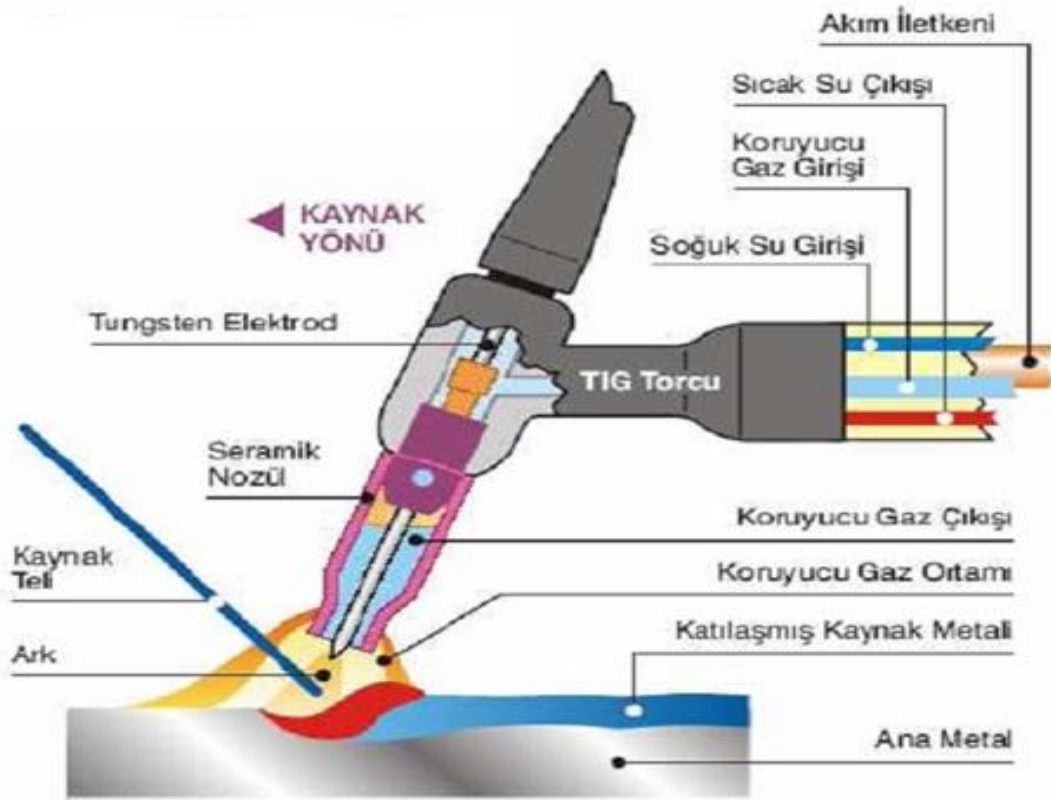 Akım İletkeni
Sıcak Su Çıkışı
Koruyucu
Gaz Girişi
KAYNAK
YÖNÜ
Soğuk Su Girişi
Tungsten Elektrod
TIG Torcu
Seramik
Nozül
Koruyucu Gaz Çıkışı
Kaynak
Teli
Koruyucu Gaz Ortamı
Katılaşmış Kaynak Metali
Ark
Ana Metal